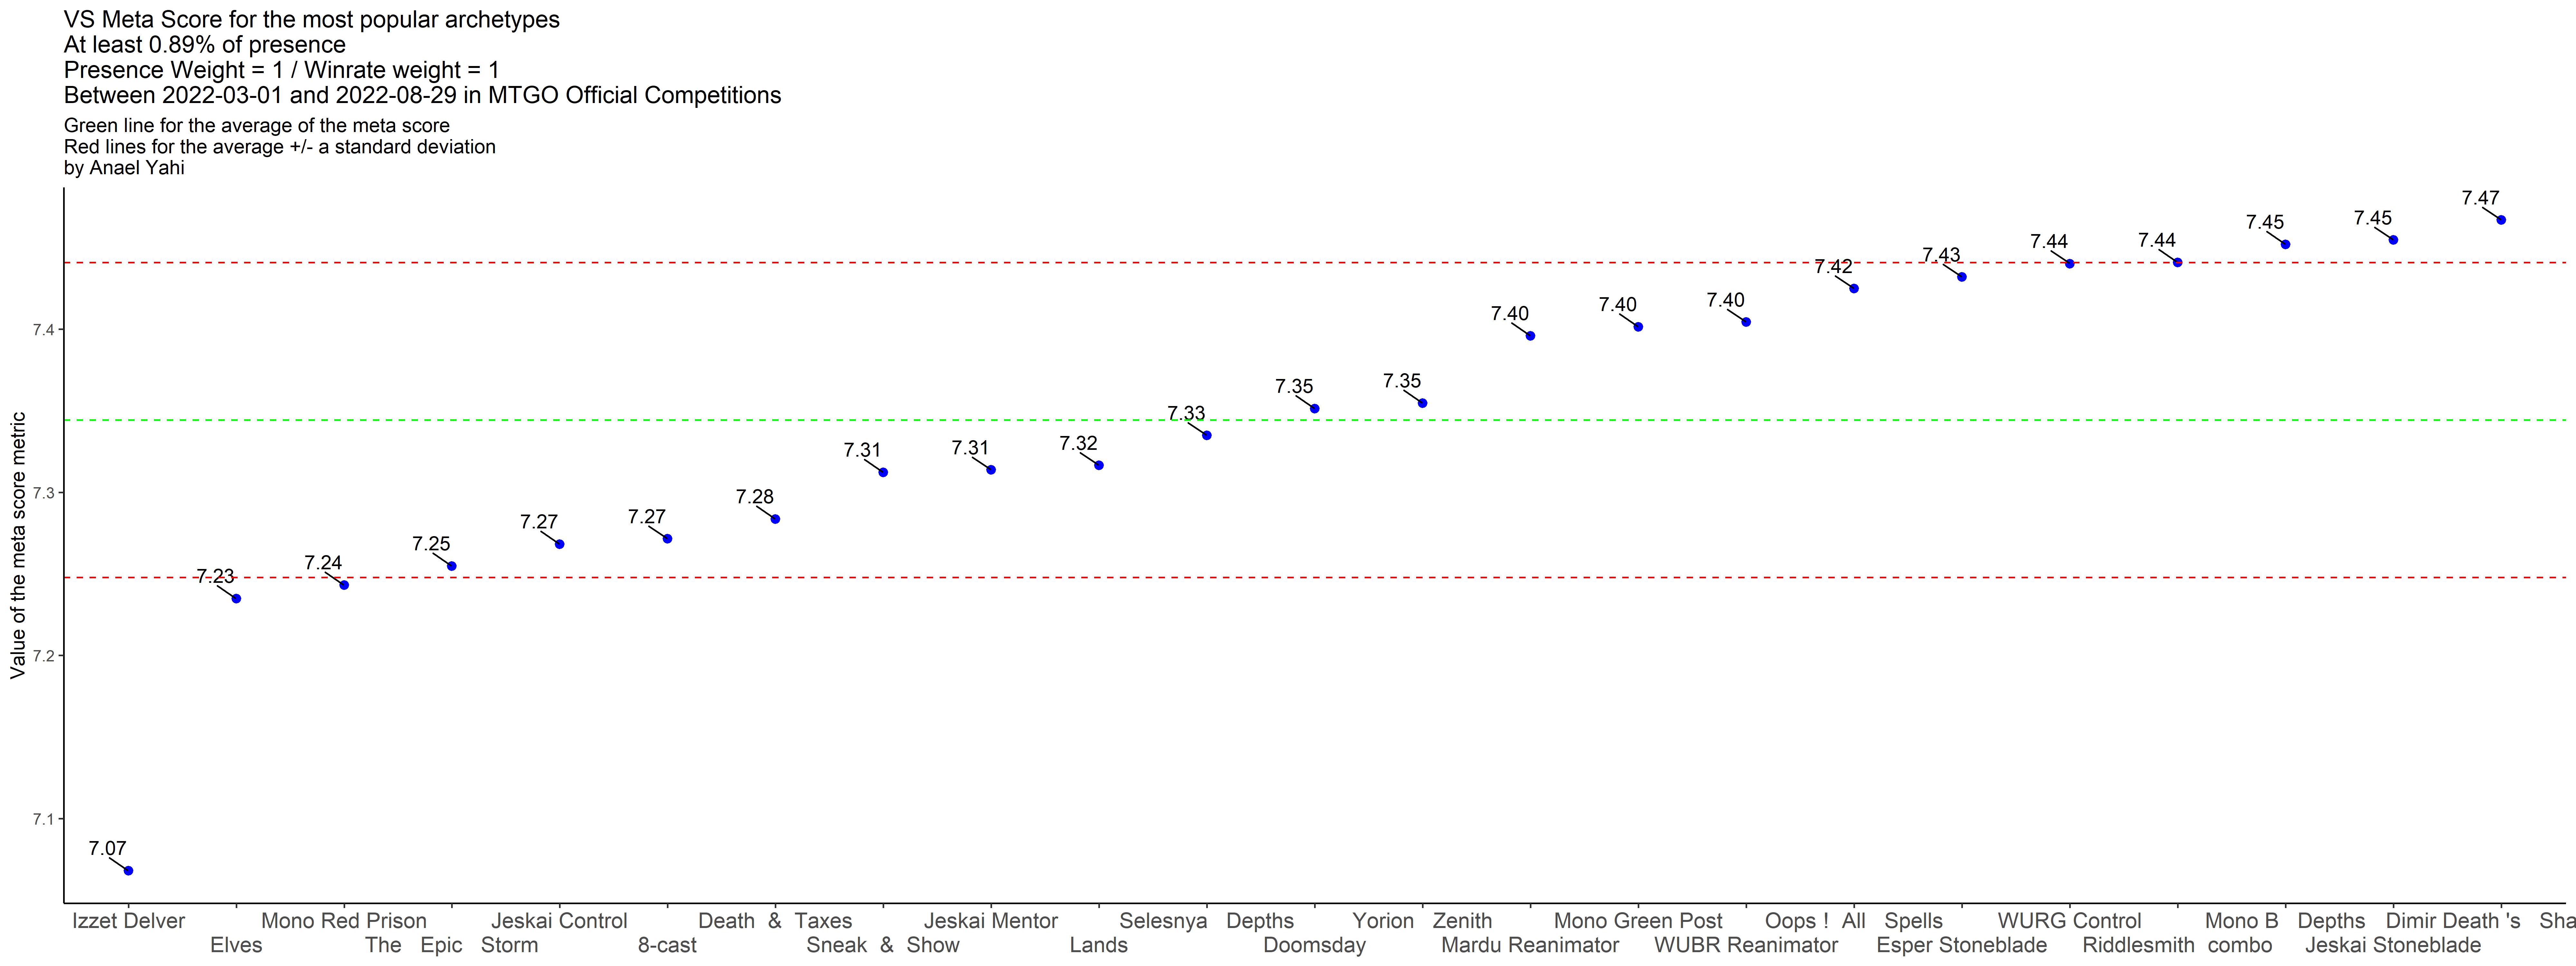 VS Meta Score for the most popular archetypes
At least 0.89% of presence
Presence Weight = 1 / Winrate weight = 1
Between 2022-03-01 and 2022-08-29 in MTGO Official Competitions
Green line for the average of the meta score
Red lines for the average +/- a standard deviation
by Anael Yahi
Value of the meta score metric
7.4
7.3
7.2
7.1
7.07
7.23
7.24
7.25
7.27
7.27
7.28
7.31
7.31
7.32
7.33
7.35
7.35
7.40
7.40
7.40
7.42
7.43
7.44
7.44
7.45
7.45
7.47
Izzet Delver
Elves
Mono Red Prison
The Epic Storm
Jeskai Control
8-cast
Death & Taxes
Sneak & Show
Jeskai Mentor
Lands
Selesnya Depths
Doomsday
Yorion Zenith
Mardu Reanimator
Mono Green Post
WUBR Reanimator
Oops ! All Spells
Esper Stoneblade
WURG Control
Riddlesmith combo
Mono B Depths
Jeskai Stoneblade
Dimir Death 's Sha